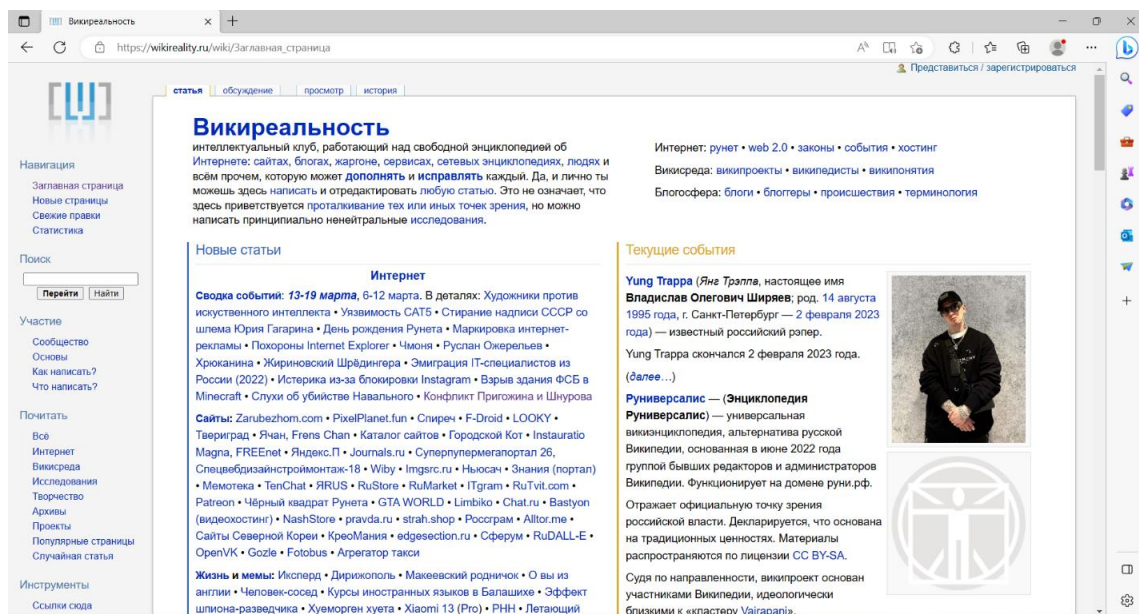 Викиреальность
https://wikireality.ru/wiki/Заглавная_страница
Представиться / зарегистрироваться
статья обсуждение просмотр история
Викиреальность
интеллектуальный клуб, работающий над свободной энциклопедией об
Интернете: сайтах, блогах, жаргоне, сервисах, сетевых энциклопедиях, людях и
всём прочем, которую может дополнять и исправлять каждый. Да, и лично ты
можешь здесь написать и отредактировать любую статью. Это не означает, что
здесь приветствуется проталкивание тех или иных точек зрения, но можно
написать принципиально ненейтральные исследования.
Интернет: рунет • web 2.0 • законы • события • хостинг
Викисреда: википроекты • википедисты • википонятия
Блогосфера: блоги • блоггеры • происшествия • терминология
Навигация
Заглавная страница
Новые страницы
Свежие правки
Статистика
Поиск
Перейти Найти
Участие
Сообщество
Основы
Как написать?
Что написать?
Почитать
Всё
Интернет
Викисреда
Исследования
Творчество
Архивы
Проекты
Популярные страницы
Случайная статья
Инструменты
Ссылки сюда
Новые статьи
Интернет
Сводка событий: 13-19 марта, 6-12 марта. В деталях: Художники против
искуственного интеллекта • Уязвимость CAT5 • Стирание надписи СССР со
шлема Юрия Гагарина • День рождения Рунета • Маркировка интернет-
рекламы • Похороны Internet Explorer • Чмоня • Руслан Ожерельев •
Хрюканина • Жириновский Шрёдингера • Эмиграция IT-специалистов из
России (2022) • Истерика из-за блокировки Instagram • Взрыв здания ФСБ в
Minecraft • Слухи об убийстве Навального • Конфликт Пригожина и Шнурова
Сайты: Zarubezhom.com • PixelPlanet.fun • Спиреч • F-Droid • LOOKY •
Твериград • Ячан, Frens Chan • Каталог сайтов • Городской Кот • Instauratio
Magna, FREEnet • Яндекс.П • Journals.ru • Суперпупермегапортал 26,
Спецвебдизайнстроймонтаж-18 • Wiby • Imgsrc.ru • Ньюсач • Знания (портал)
• Мемотека • TenChat • ЯRUS • RuStore • RuMarket • ITgram • RuTvit.com •
Patreon • Чёрный квадрат Рунета • GTA WORLD • Limbiko • Chat.ru • Bastyon
(видеохостинг) • NashStore • pravda.ru • strah.shop • Россграм • Alltor.me •
Сайты Северной Кореи • КреоМания • edgesection.ru • Сферум • RuDALL-E •
OpenVK • Gozle • Fotobus • Агрегатор такси
Жизнь и мемы: Иксперд • Дирижополь • Макеевский родничок • О вы из
англии • Человек-сосед • Курсы иностранных языков в Балашихе • Эффект
шпиона-разведчика • Хуеморген хуета • Xiaomi 13 (Pro) • РНН • Летающий
Текущие события
Yung Trappa (Янг Трэппа, настоящее имя
Владислав Олегович Ширяев; род. 14 августа
1995 года, г. Санкт-Петербург — 2 февраля 2023
года) — известный российский рэпер.
Yung Trappa скончался 2 февраля 2023 года.
(далее…)
Руниверсалис — (Энциклопедия
Руниверсалис) — универсальная
викиэнциклопедия, альтернатива русской
Википедии, основанная в июне 2022 года
группой бывших редакторов и администраторов
Википедии. Функционирует на домене руни.рф.
Отражает официальную точку зрения
российской власти. Декларируется, что основана
на традиционных ценностях. Материалы
распространяются по лицензии CC BY-SA.
Судя по направленности, википроект основан
участниками Википедии, идеологически
близкими к «кластеру Vajrapani».